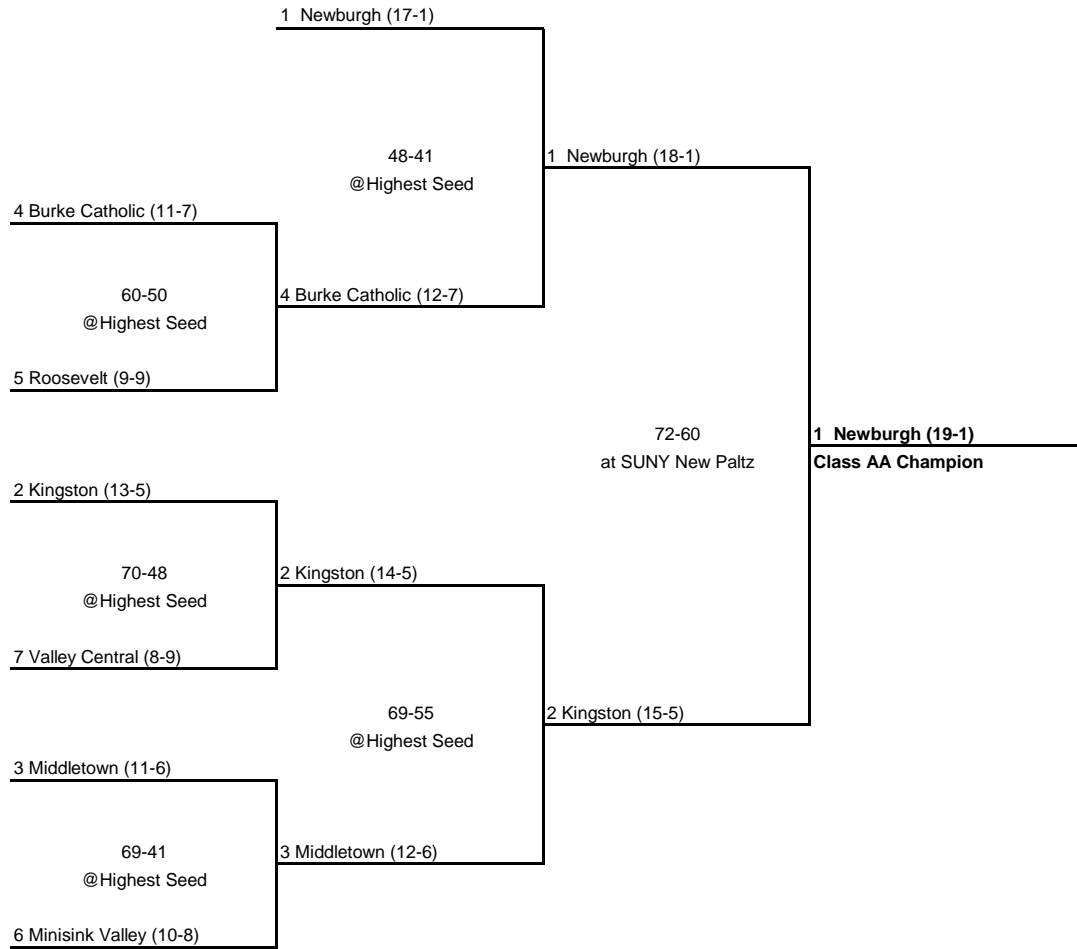 1 Newburgh (17-1)
48-41
@Highest Seed
1 Newburgh (18-1)
4 Burke Catholic (11-7)
60-50
@Highest Seed
4 Burke Catholic (12-7)
5 Roosevelt (9-9)
72-60
at SUNY New Paltz
1 Newburgh (19-1)
Class AA Champion
2 Kingston (13-5)
70-48
@Highest Seed
2 Kingston (14-5)
7 Valley Central (8-9)
69-55
@Highest Seed
2 Kingston (15-5)
3 Middletown (11-6)
69-41
@Highest Seed
3 Middletown (12-6)
6 Minisink Valley (10-8)